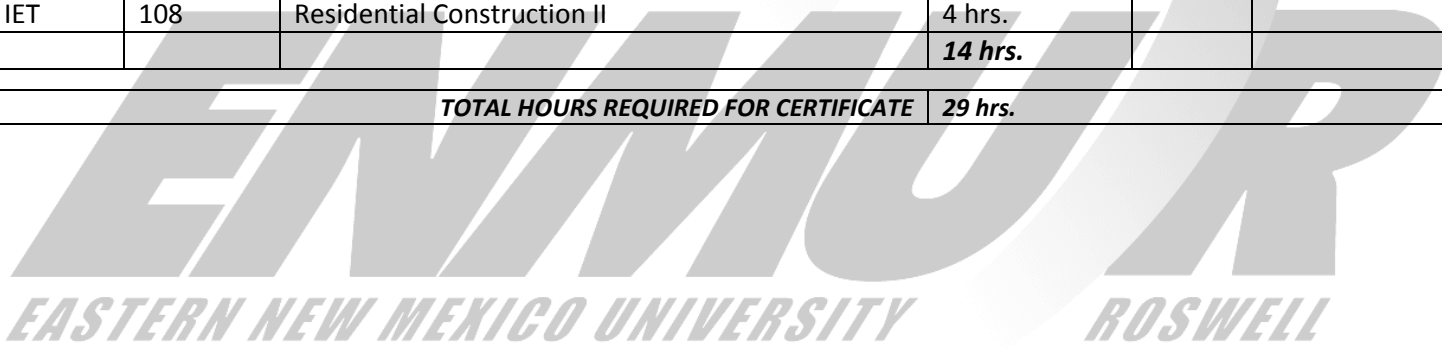 IET 108 Residential Construction II 4 hrs.
14 hrs.
TOTAL HOURS REQUIRED FOR CERTIFICATE 29 hrs.
ENMU R
EASTERN NEW MEXICO UNIVERSITY ROSWELL